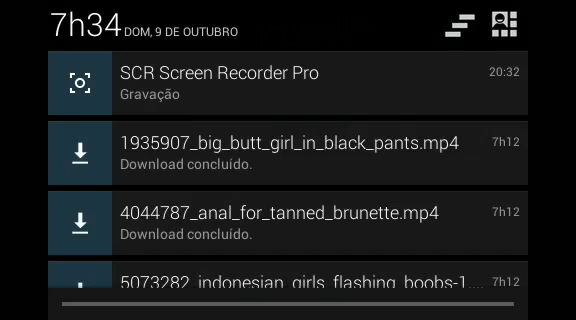 7h34 DOM, 9 DE OUTUBRO
SCR Screen Recorder Pro 20:32
Gravação
1935907_big_butt_girl_in_black_pants.mp4 7h12
Download concluído.
4044787_anal_for_tanned_brunette.mp4 7h12
Download concluído.
5073282_indonesian_girls_flashing_boobs-1… 7h12